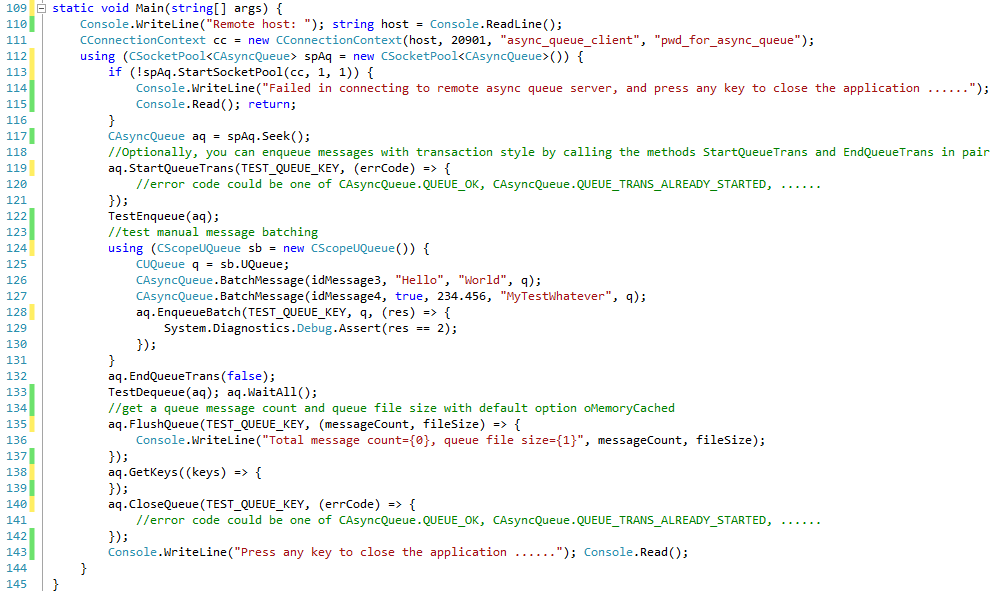 109 static void Main(string[] args) {
110 Console.WriteLine("Remote host: "); string host = Console.ReadLine();
111 CConnectionContext cc = new CConnectionContext(host, 20901, "async_queue_client", "pwd_for_async_queue");
112 using (CSocketPool<CAsyncQueue> spAq = new CSocketPool<CAsyncQueue>()) {
113 if (!spAq.StartSocketPool(cc, 1, 1)) {
114 Console.WriteLine("Failed in connecting to remote async queue server, and press any key to close the application ......");
115 Console.Read(); return;
116 }
117 CAsyncQueue aq = spAq.Seek();
118 //Optionally, you can enqueue messages with transaction style by calling the methods StartQueueTrans and EndQueueTrans in pair
119 aq.StartQueueTrans(TEST_QUEUE_KEY, (errCode) => {
120 //error code could be one of CAsyncQueue.QUEUE_OK, CAsyncQueue.QUEUE_TRANS_ALREADY_STARTED, ......
121 });
122 TestEnqueue(aq);
123 //test manual message batching
124 using (CScopeUQueue sb = new CScopeUQueue()) {
125 CUQueue q = sb.UQueue;
126 CAsyncQueue.BatchMessage(idMessage3, "Hello", "World", q);
127 CAsyncQueue.BatchMessage(idMessage4, true, 234.456, "MyTestWhatever", q);
128 aq.EnqueueBatch(TEST_QUEUE_KEY, q, (res) => {
129 System.Diagnostics.Debug.Assert(res == 2);
130 });
131 }
132 aq.EndQueueTrans(false);
133 TestDequeue(aq); aq.WaitAll();
134 //get a queue message count and queue file size with default option oMemoryCached
135 aq.FlushQueue(TEST_QUEUE_KEY, (messageCount, fileSize) => {
136 Console.WriteLine("Total message count={0}, queue file size={1}", messageCount, fileSize);
137 });
138 aq.GetKeys((keys) => {
139 });
140 aq.CloseQueue(TEST_QUEUE_KEY, (errCode) => {
141 //error code could be one of CAsyncQueue.QUEUE_OK, CAsyncQueue.QUEUE_TRANS_ALREADY_STARTED, ......
142 });
143 Console.WriteLine("Press any key to close the application ......"); Console.Read();
144 }
145 }